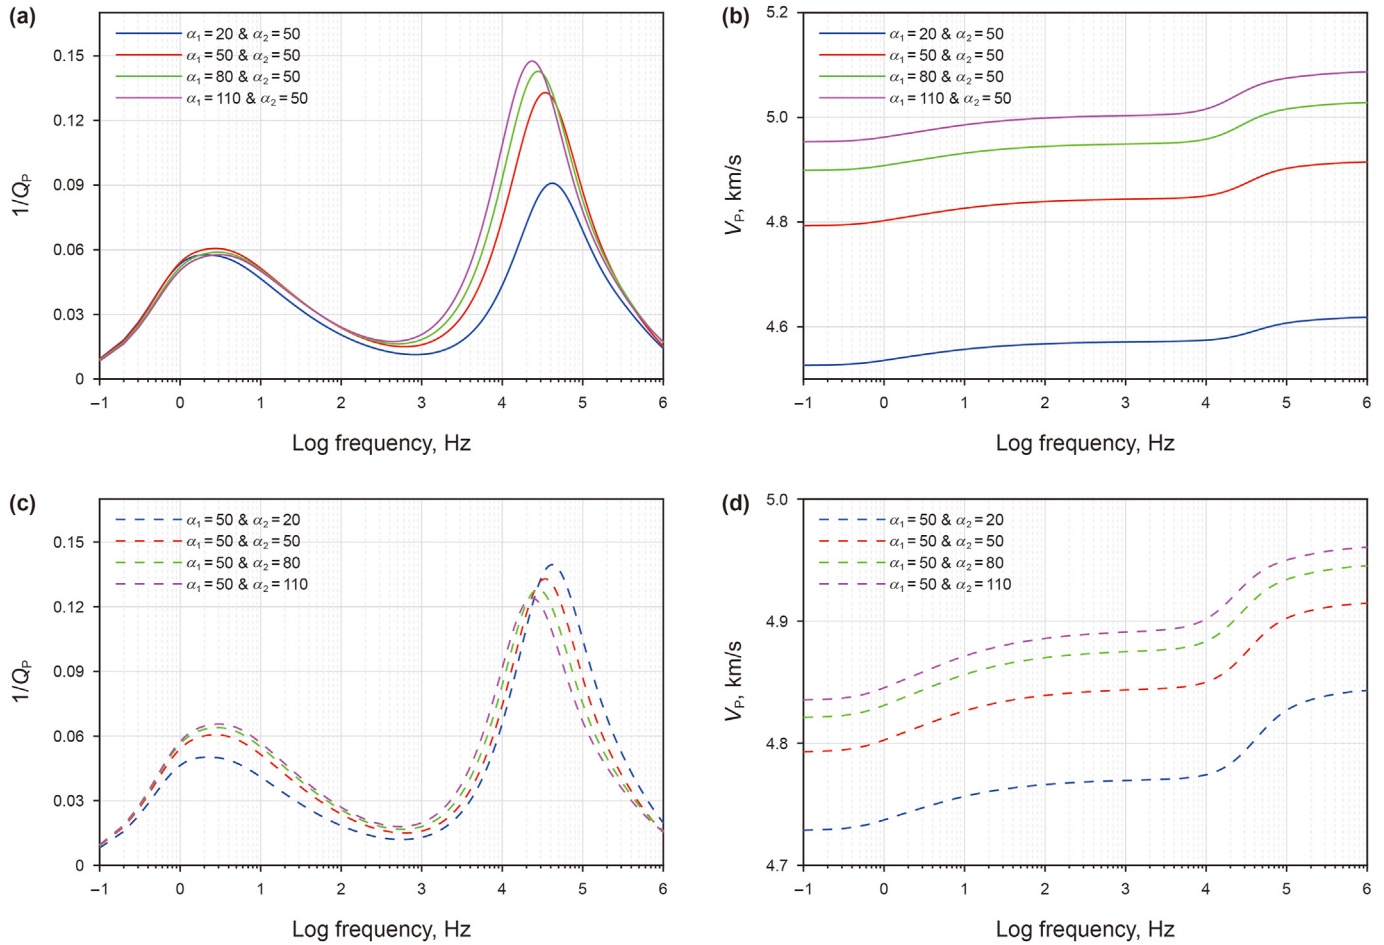 (a)
α₁ = 20 & α₂ = 50
α₁ = 50 & α₂ = 50
α₁ = 80 & α₂ = 50
α₁ = 110 & α₂ = 50
0.15
0.12
0.09
0.06
0.03
0
1/Q_P
–1 0 1 2 3 4 5 6
Log frequency, Hz
(b)
α₁ = 20 & α₂ = 50
α₁ = 50 & α₂ = 50
α₁ = 80 & α₂ = 50
α₁ = 110 & α₂ = 50
5.2
5.0
4.8
4.6
V_P, km/s
–1 0 1 2 3 4 5 6
Log frequency, Hz
(c)
α₁ = 50 & α₂ = 20
α₁ = 50 & α₂ = 50
α₁ = 50 & α₂ = 80
α₁ = 50 & α₂ = 110
0.15
0.12
0.09
0.06
0.03
0
1/Q_P
–1 0 1 2 3 4 5 6
Log frequency, Hz
(d)
α₁ = 50 & α₂ = 20
α₁ = 50 & α₂ = 50
α₁ = 50 & α₂ = 80
α₁ = 50 & α₂ = 110
5.0
4.9
4.8
4.7
V_P, km/s
–1 0 1 2 3 4 5 6
Log frequency, Hz